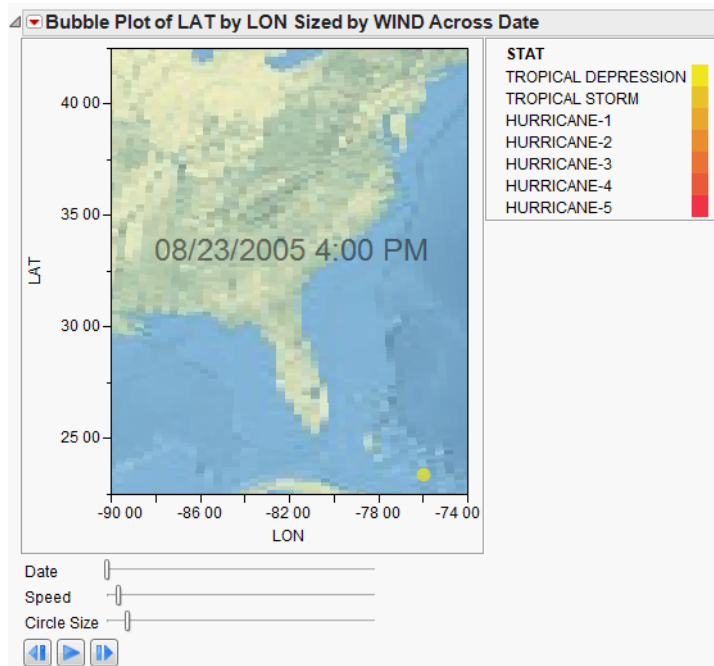 Bubble Plot of LAT by LON Sized by WIND Across Date
STAT
TROPICAL DEPRESSION
TROPICAL STORM
HURRICANE-1
HURRICANE-2
HURRICANE-3
HURRICANE-4
HURRICANE-5
40 00
35 00
30 00
25 00
LAT
08/23/2005 4:00 PM
-90 00 -86 00 -82 00 -78 00 -74 00
LON
Date
Speed
Circle Size